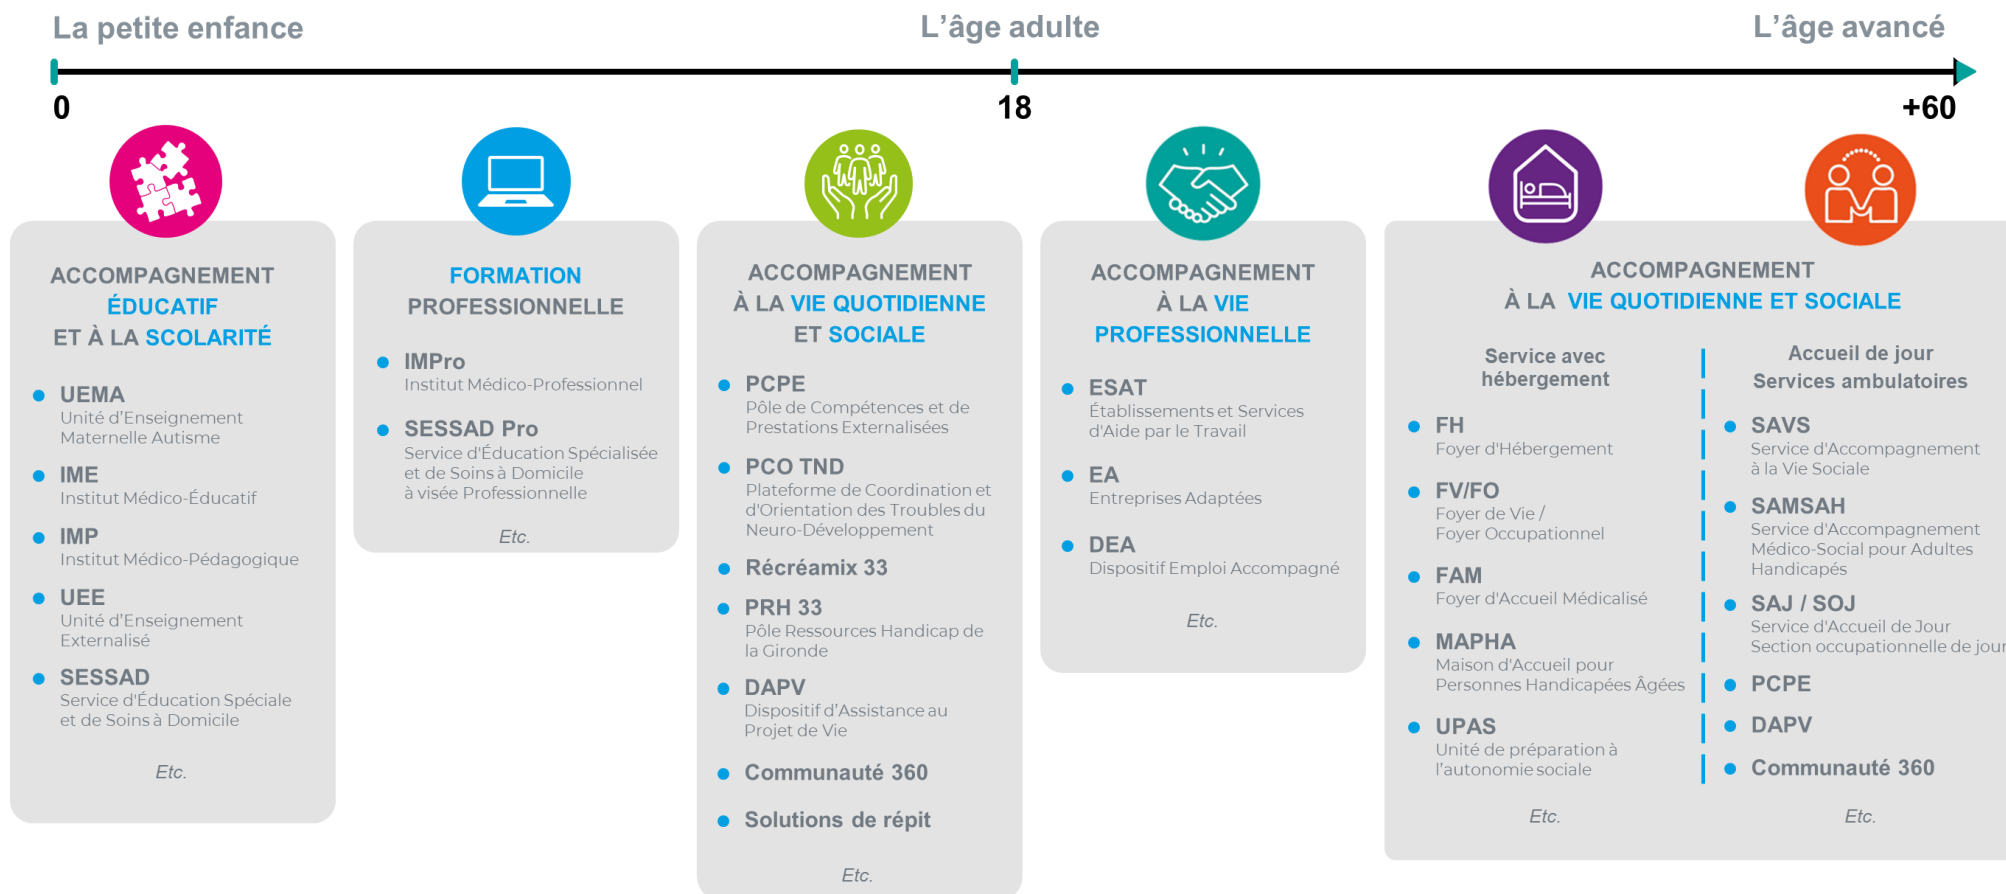 La petite enfance
L'âge adulte
L'âge avancé
0
18
+60
ACCOMPAGNEMENT
ÉDUCATIF
ET À LA SCOLARITÉ
UEMA
Unité d'Enseignement
Maternelle Autisme
IME
Institut Médico-Éducatif
IMP
Institut Médico-Pédagogique
UEE
Unité d'Enseignement
Externalisé
SESSAD
Service d'Éducation Spéciale
et de Soins à Domicile
Etc.
FORMATION
PROFESSIONNELLE
IMPro
Institut Médico-Professionnel
SESSAD Pro
Service d'Éducation Spécialisée
et de Soins à Domicile
à visée Professionnelle
Etc.
ACCOMPAGNEMENT
À LA VIE QUOTIDIENNE
ET SOCIALE
PCPE
Pôle de Compétences et de
Prestations Externalisées
PCO TND
Plateforme de Coordination et
d'Orientation des Troubles du
Neuro-Développement
Récréamix 33
PRH 33
Pôle Ressources Handicap de
la Gironde
DAPV
Dispositif d'Assistance au
Projet de Vie
Communauté 360
Solutions de répit
Etc.
ACCOMPAGNEMENT
À LA VIE
PROFESSIONNELLE
ESAT
Établissements et Services
d'Aide par le Travail
EA
Entreprises Adaptées
DEA
Dispositif Emploi Accompagné
Etc.
ACCOMPAGNEMENT
À LA VIE QUOTIDIENNE ET SOCIALE
Service avec
hébergement
FH
Foyer d'Hébergement
FV/FO
Foyer de Vie /
Foyer Occupationnel
FAM
Foyer d'Accueil Médicalisé
MAPHA
Maison d'Accueil pour
Personnes Handicapées Âgées
UPAS
Unité de préparation à
l'autonomie sociale
Etc.
Accueil de jour
Services ambulatoires
SAVS
Service d'Accompagnement
à la Vie Sociale
SAMSAH
Service d'Accompagnement
Médico-Social pour Adultes
Handicapés
SAJ / SOJ
Service d'Accueil de Jour
Section occupationnelle de jour
PCPE
DAPV
Communauté 360
Etc.